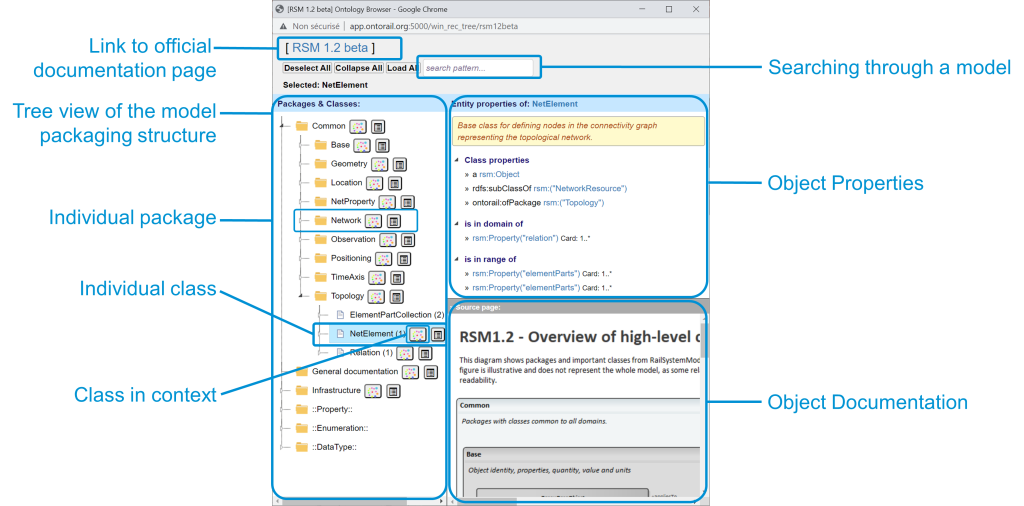 [RSM 1.2 beta] Ontology Browser - Google Chrome
Non sécurisé | app.ontorail.org:5000/win_rec_tree/rsm12beta
[ RSM 1.2 beta ]
Deselect All Collapse All Load All search pattern...
Selected: NetElement
Packages & Classes:
Common
Base
Geometry
Location
NetProperty
Network
Observation
Positioning
TimeAxis
Topology
ElementPartCollection (2)
NetElement (1)
Relation (1)
General documentation
Infrastructure
::Property::
::Enumeration::
::DataType::
Entity properties of: NetElement
Base class for defining nodes in the connectivity graph
representing the topological network.
Class properties
» a rsm:Object
» rdfs:subClassOf rsm:("NetworkResource")
» ontorail:ofPackage rsm:("Topology")
is in domain of
» rsm:Property("relation") Card: 1..*
is in range of
» rsm:Property("elementParts") Card: 1..*
» rsm:Property("elementParts") Card: 1..*
Source page:
RSM1.2 - Overview of high-level
This diagram shows packages and important classes from RailSystemMod
figure is illustrative and does not represent the whole model, as some rel
readability.
Common
Packages with classes common to all domains.
Base
Object identity, properties, quantity, value and units
Link to official
documentation page
Tree view of the model
packaging structure
Individual package
Individual class
Class in context
Searching through a model
Object Properties
Object Documentation